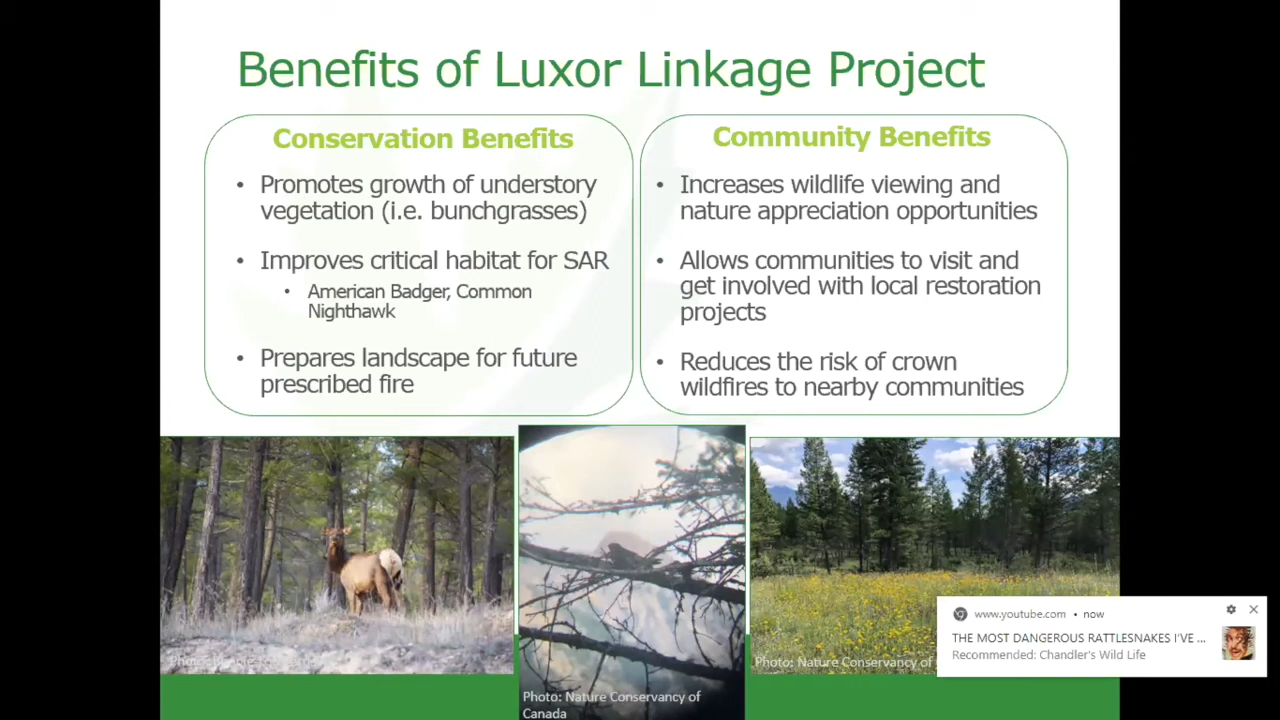 Benefits of Luxor Linkage Project
Conservation Benefits
• Promotes growth of understory
vegetation (i.e. bunchgrasses)
• Improves critical habitat for SAR
• American Badger, Common
Nighthawk
• Prepares landscape for future
prescribed fire
Community Benefits
• Increases wildlife viewing and
nature appreciation opportunities
• Allows communities to visit and
get involved with local restoration
projects
• Reduces the risk of crown
wildfires to nearby communities
Photo: Nature Conservancy of
Canada
Photo: Nature Conservancy of
www.youtube.com • now
THE MOST DANGEROUS RATTLESNAKES I'VE ...
Recommended: Chandler's Wild Life